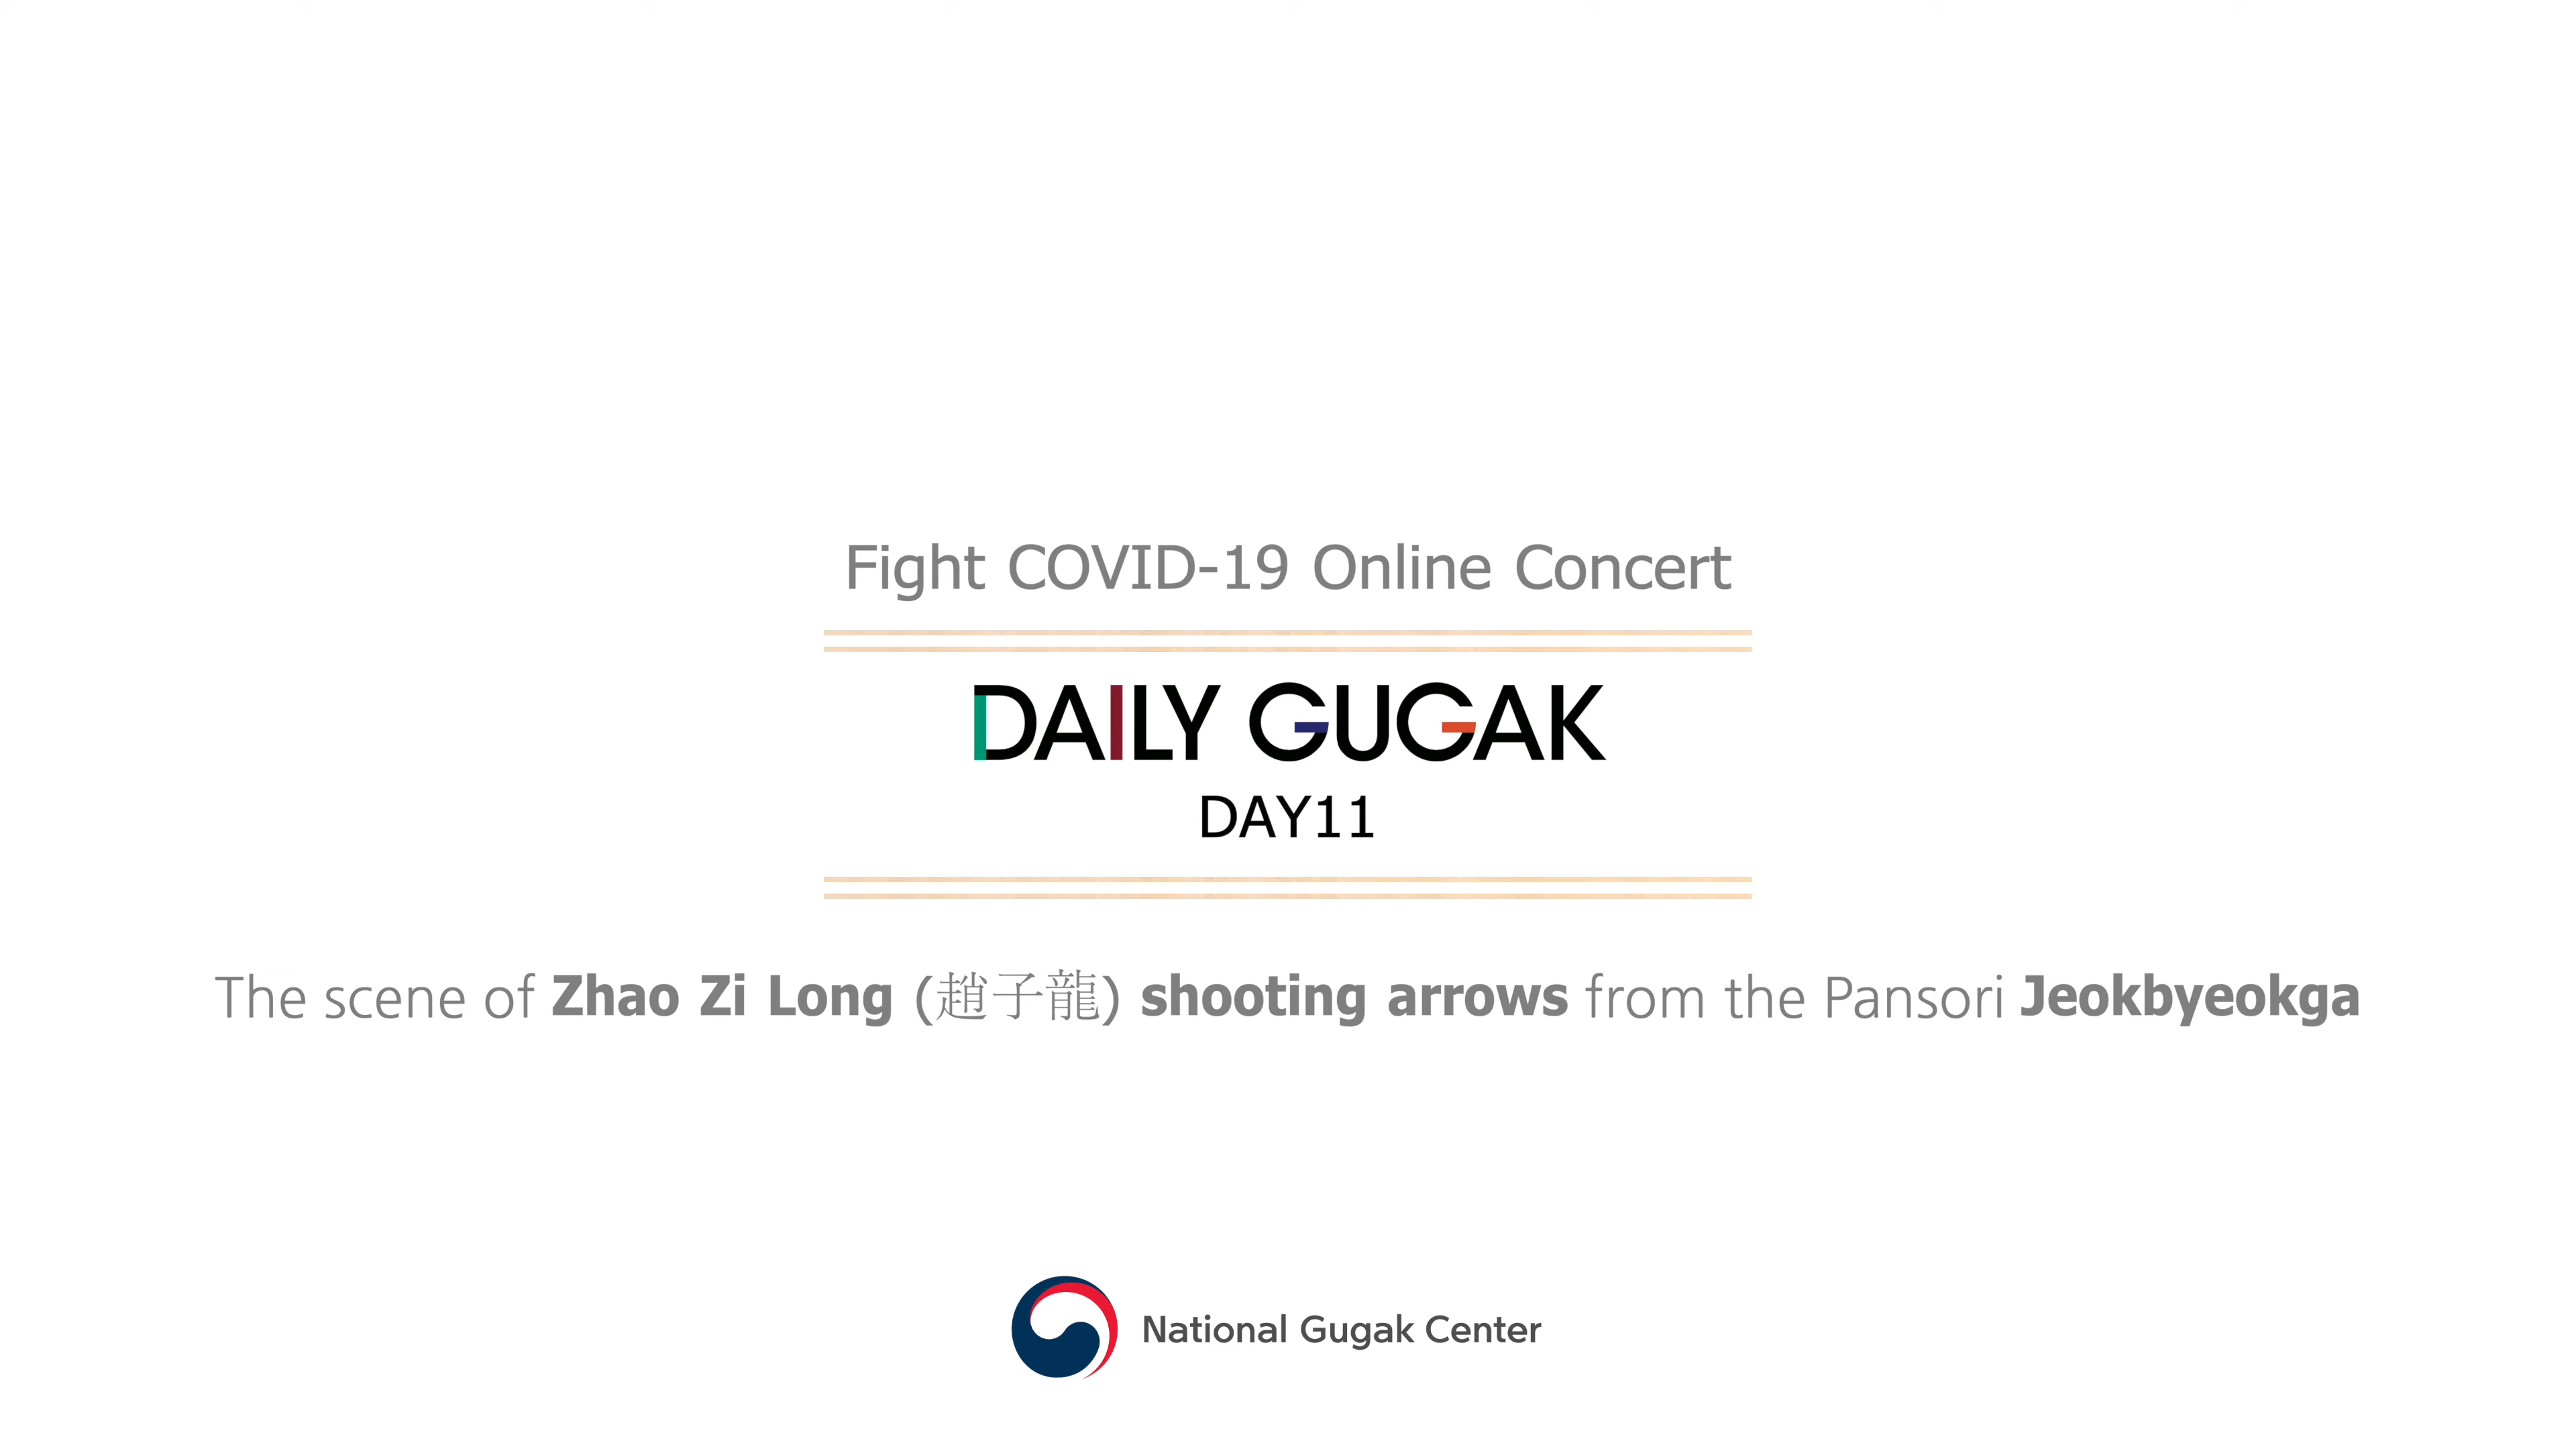 Fight COVID-19 Online Concert
DAILY GUGAK
DAY11
The scene of Zhao Zi Long (趙子龍) shooting arrows from the Pansori Jeokbyeokga
National Gugak Center